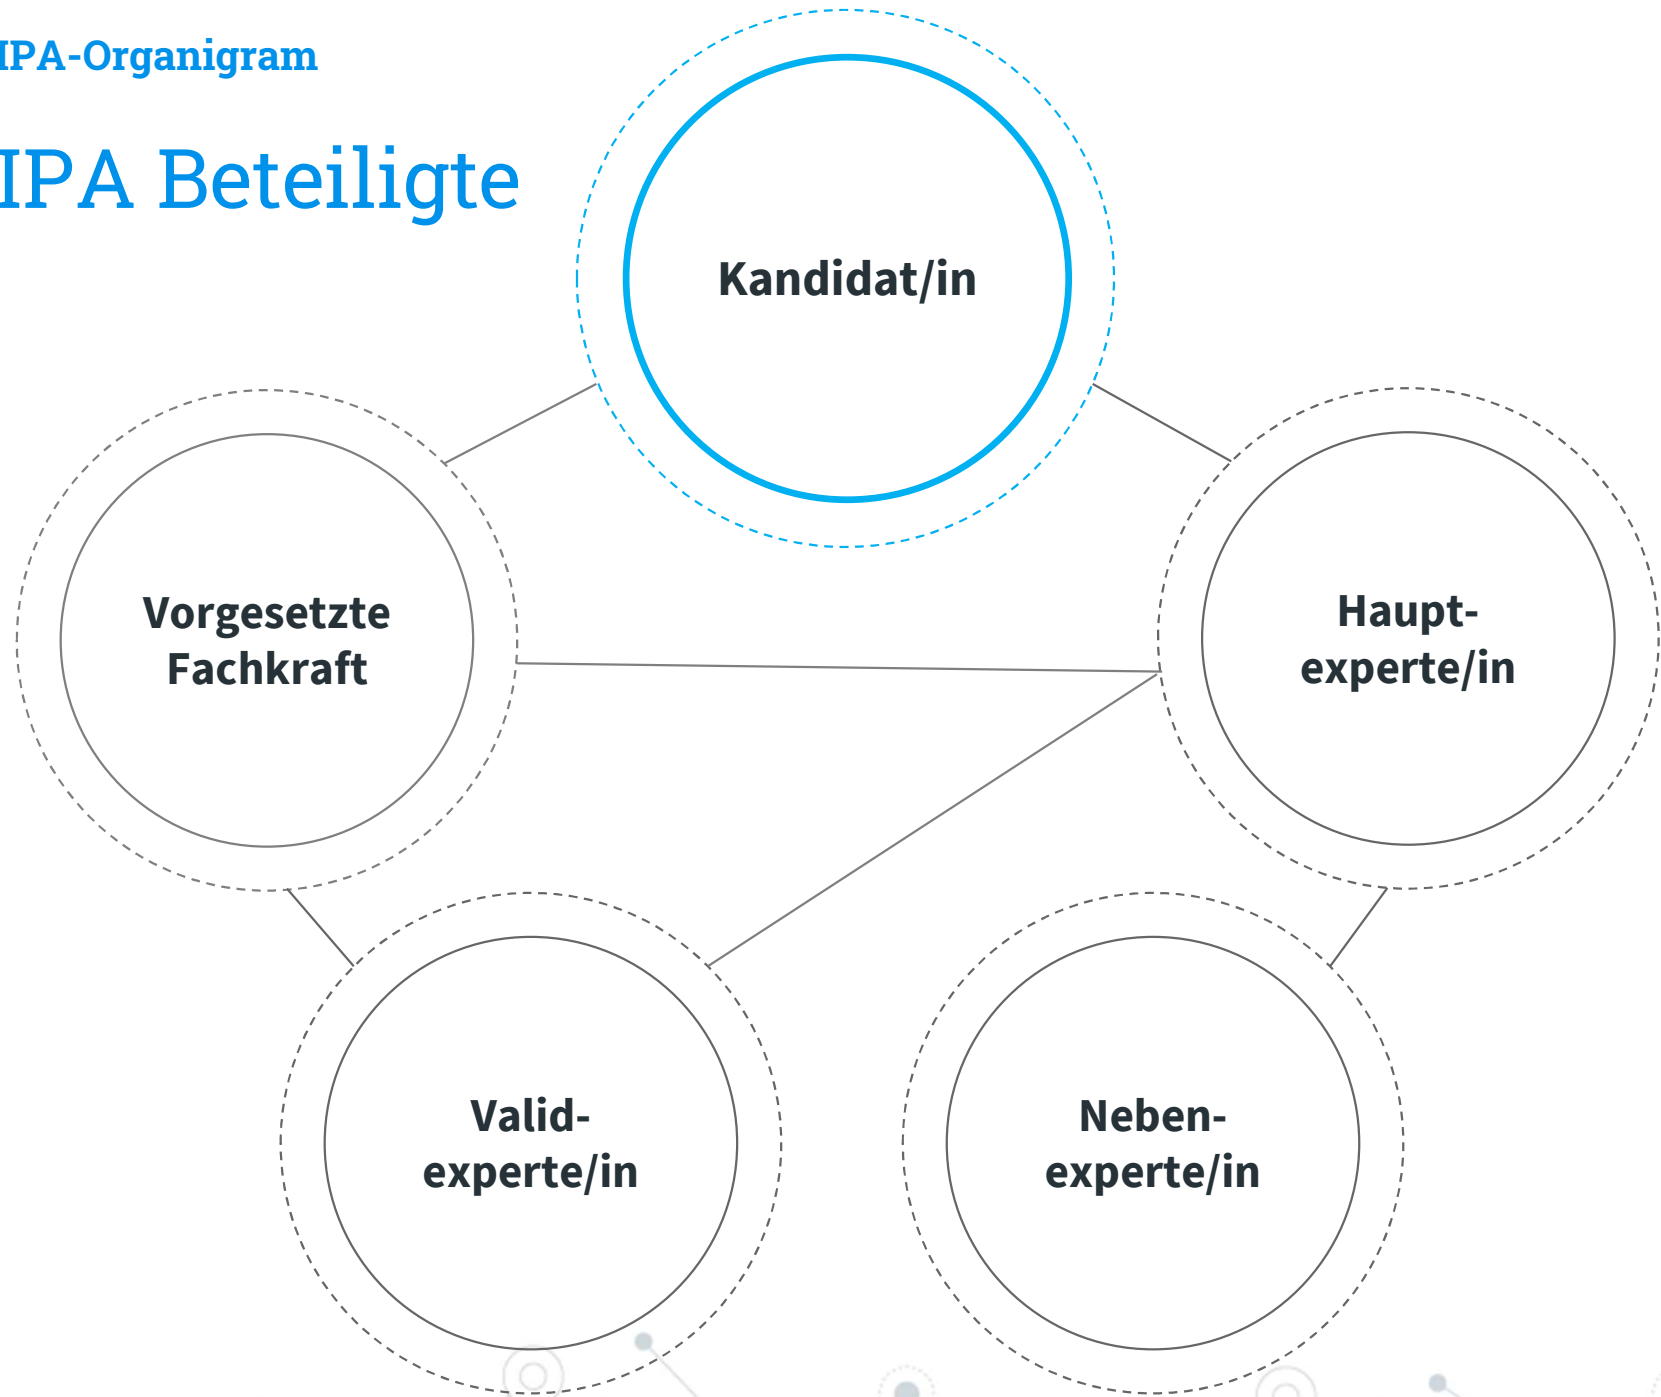 IPA-Organigram
IPA Beteiligte
Kandidat/in
Vorgesetzte
Fachkraft
Haupt-
experte/in
Valid-
experte/in
Neben-
experte/in